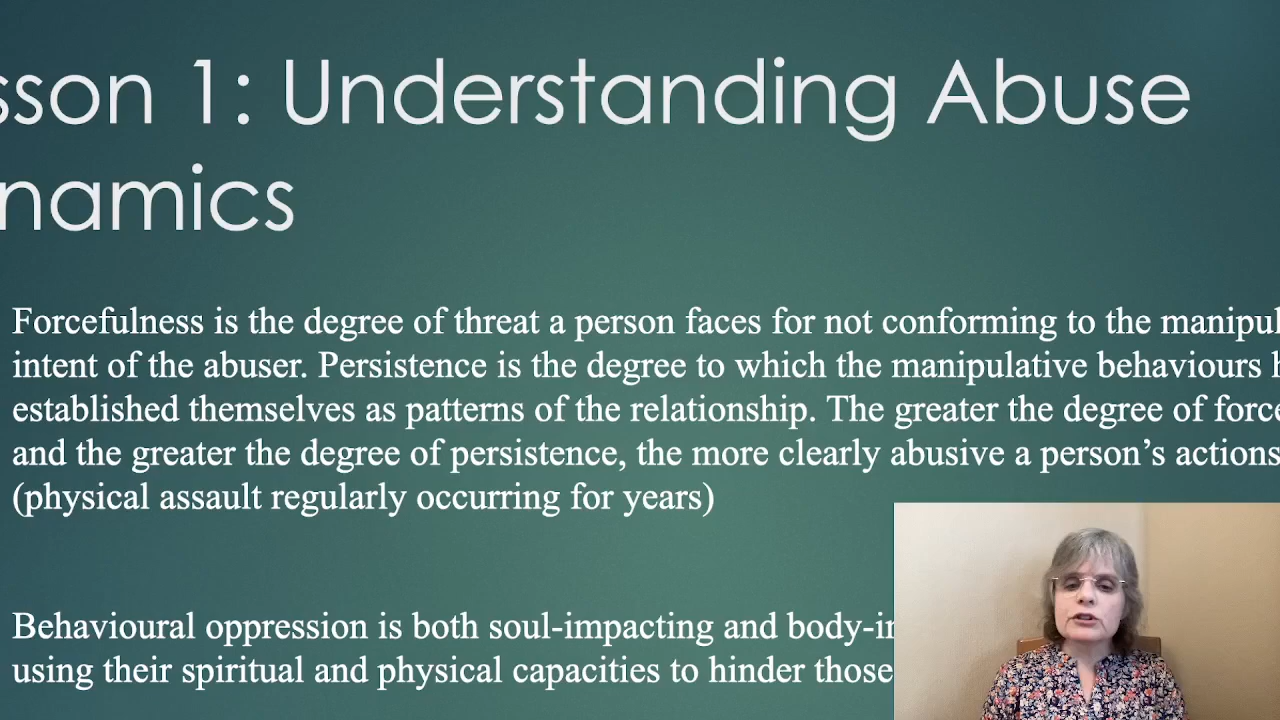 sson 1: Understanding Abuse
namics
Forcefulness is the degree of threat a person faces for not conforming to the manipul
intent of the abuser. Persistence is the degree to which the manipulative behaviours
established themselves as patterns of the relationship. The greater the degree of force
and the greater the degree of persistence, the more clearly abusive a person’s actions
(physical assault regularly occurring for years)
Behavioural oppression is both soul-impacting and body-i
using their spiritual and physical capacities to hinder those